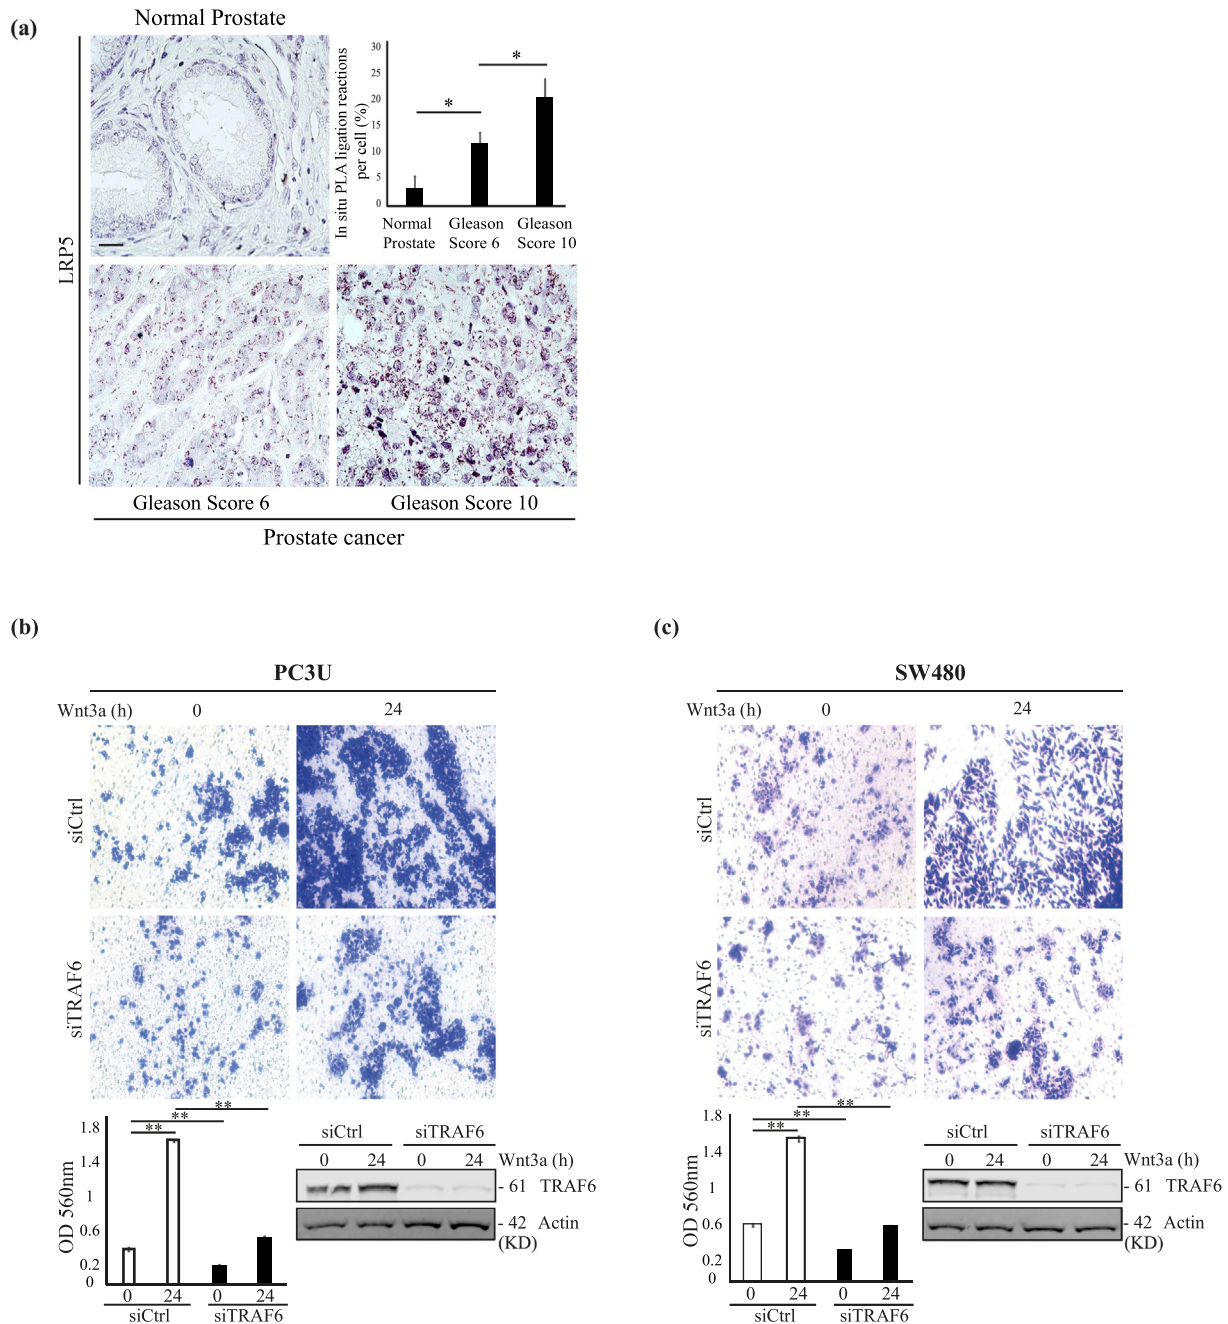 (a)
Normal Prostate
LRP5
In situ PLA ligation reactions
per cell (%)
30
25
20
15
10
5
0
*
*
Normal
Prostate
Gleason
Score 6
Gleason
Score 10
Gleason Score 6
Gleason Score 10
Prostate cancer
(b)
PC3U
Wnt3a (h)
0
24
siCtrl
siTRAF6
OD 560nm
1.8
1.4
1
0.6
0.2
0
**
**
**
0
24
0
24
siCtrl
siTRAF6
siCtrl
siTRAF6
0
24
0
24
Wnt3a (h)
- 61 TRAF6
- 42 Actin
(KD)
(c)
SW480
Wnt3a (h)
0
24
siCtrl
siTRAF6
OD 560nm
1.8
1.4
1
0.6
0.2
0
**
**
**
0
24
0
24
siCtrl
siTRAF6
siCtrl
siTRAF6
0
24
0
24
Wnt3a (h)
- 61 TRAF6
- 42 Actin
(KD)